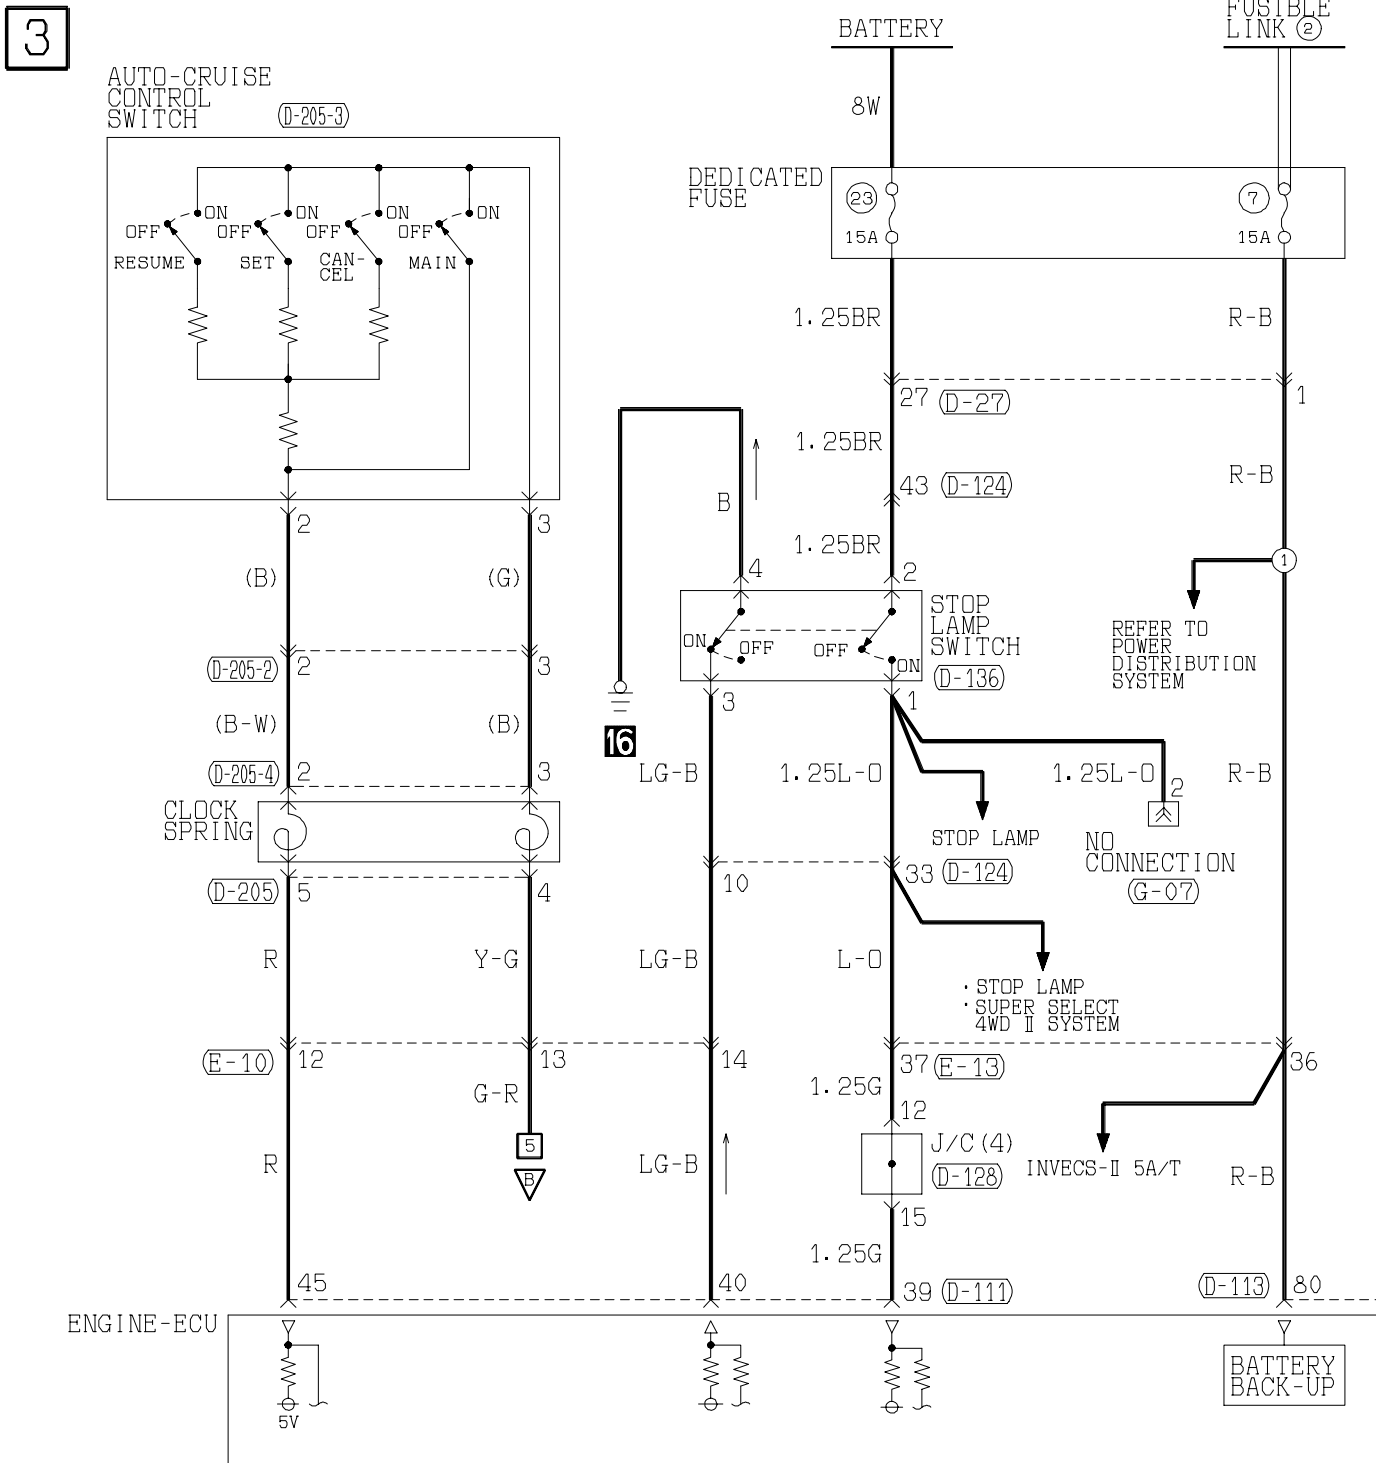 3
BATTERY
FUSIBLE
LINK 2
AUTO-CRUISE
CONTROL
SWITCH
(D-205-3)
8W
DEDICATED
FUSE
23
15A
7
15A
ON
ON
ON
ON
OFF
OFF
OFF
OFF
RESUME
SET
CAN-
CEL
MAIN
1.25BR
R-B
27 (D-27)
1
1.25BR
43 (D-124)
R-B
B
1.25BR
2
3
(B)
(G)
4
2
1
STOP
LAMP
SWITCH
(D-136)
ON
OFF
OFF
ON
REFER TO
POWER
DISTRIBUTION
SYSTEM
(D-205-2)
2
3
3
1
16
(B-W)
(B)
(D-205-4)
2
3
LG-B
1.25L-O
1.25L-O
2
R-B
CLOCK
SPRING
STOP LAMP
NO
CONNECTION
(G-07)
(D-205)
5
4
10
33 (D-124)
R
Y-G
LG-B
L-O
· STOP LAMP
· SUPER SELECT
4WD Ⅱ SYSTEM
(E-10)
12
13
14
37 (E-13)
36
G-R
1.25G
12
5
B
J/C(4)
(D-128)
INVECS-Ⅱ 5A/T
R
LG-B
R-B
15
1.25G
45
40
39 (D-111)
(D-113)
80
ENGINE-ECU
BATTERY
BACK-UP
5V